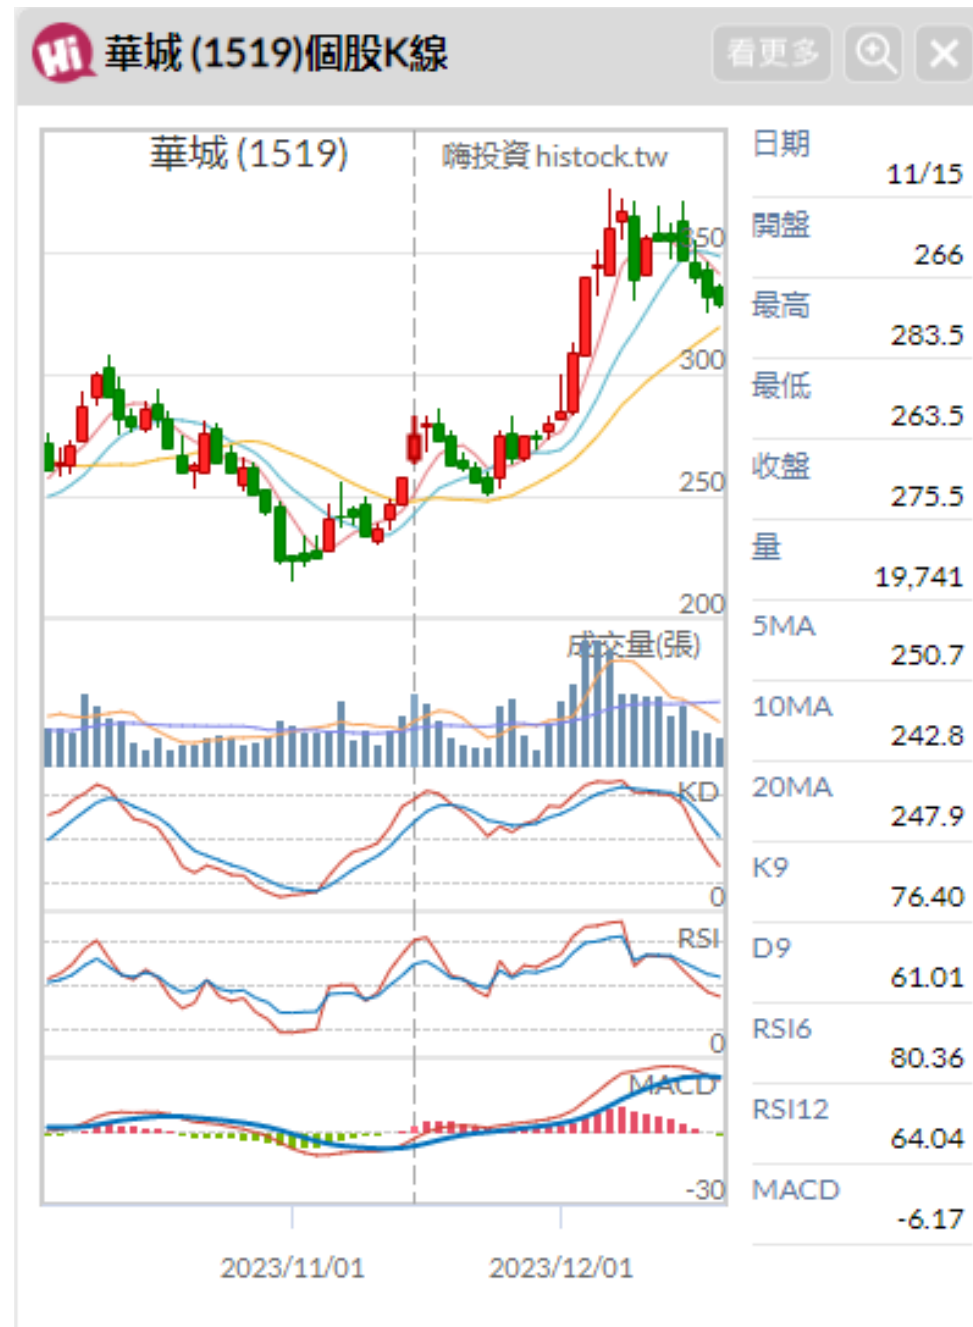 Hi 華城 (1519)個股K線 看更多
華城 (1519)
嗨投資 histock.tw
350
300
250
200
成交量(張)
KD
0
RSI
0
MACD
-30
2023/11/01 2023/12/01
日期
11/15
開盤
266
最高
283.5
最低
263.5
收盤
275.5
量
19,741
5MA
250.7
10MA
242.8
20MA
247.9
K9
76.40
D9
61.01
RSI6
80.36
RSI12
64.04
MACD
-6.17